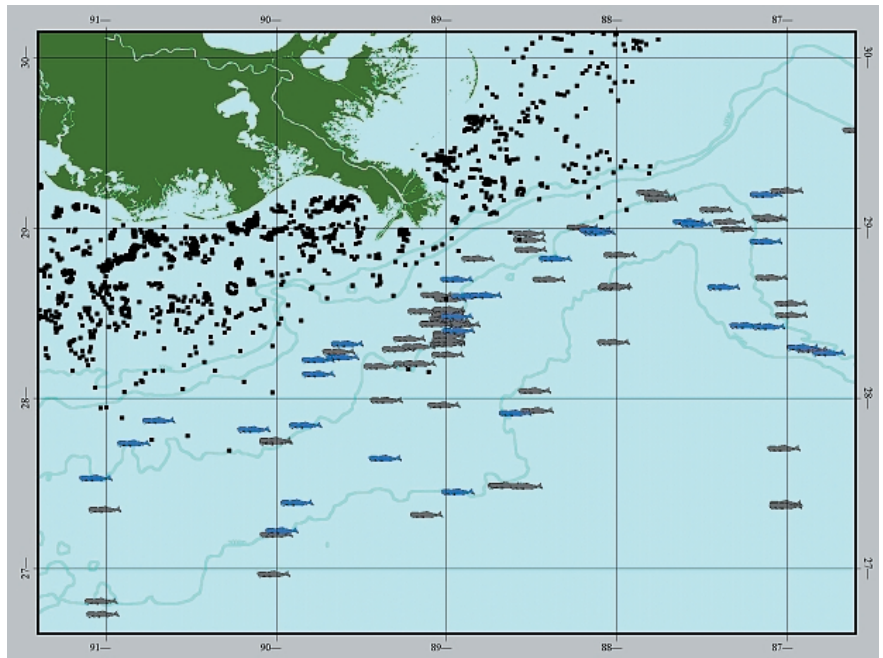 91— 90— 89— 88— 87—
30— 30—
29— 29—
28— 28—
27— 27—
91— 90— 89— 88— 87—